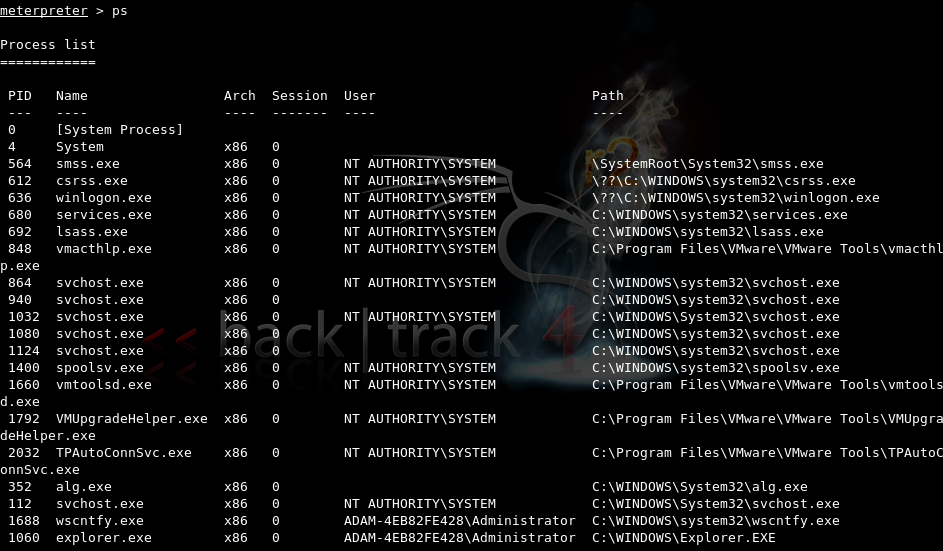 meterpreter > ps
Process list
============
PID   Name               Arch  Session  User                           Path
---   ----               ----  -------  ----                           ----
0     [System Process]
4     System             x86   0
564   smss.exe           x86   0        NT AUTHORITY\SYSTEM            \SystemRoot\System32\smss.exe
612   csrss.exe          x86   0        NT AUTHORITY\SYSTEM            \??\C:\WINDOWS\system32\csrss.exe
636   winlogon.exe       x86   0        NT AUTHORITY\SYSTEM            \??\C:\WINDOWS\system32\winlogon.exe
680   services.exe       x86   0        NT AUTHORITY\SYSTEM            C:\WINDOWS\system32\services.exe
692   lsass.exe          x86   0        NT AUTHORITY\SYSTEM            C:\WINDOWS\system32\lsass.exe
848   vmacthlp.exe       x86   0        NT AUTHORITY\SYSTEM            C:\Program Files\VMware\VMware Tools\vmacthl
p.exe
864   svchost.exe        x86   0        NT AUTHORITY\SYSTEM            C:\WINDOWS\system32\svchost.exe
940   svchost.exe        x86   0                                       C:\WINDOWS\system32\svchost.exe
1032  svchost.exe        x86   0        NT AUTHORITY\SYSTEM            C:\WINDOWS\System32\svchost.exe
1080  svchost.exe        x86   0                                       C:\WINDOWS\system32\svchost.exe
1124  svchost.exe        x86   0                                       C:\WINDOWS\system32\svchost.exe
1400  spoolsv.exe        x86   0        NT AUTHORITY\SYSTEM            C:\WINDOWS\system32\spoolsv.exe
1660  vmtoolsd.exe       x86   0        NT AUTHORITY\SYSTEM            C:\Program Files\VMware\VMware Tools\vmtools
d.exe
1792  VMUpgradeHelper.exe  x86   0        NT AUTHORITY\SYSTEM            C:\Program Files\VMware\VMware Tools\VMUpgra
deHelper.exe
2032  TPAutoConnSvc.exe  x86   0        NT AUTHORITY\SYSTEM            C:\Program Files\VMware\VMware Tools\TPAutoC
onnSvc.exe
352   alg.exe            x86   0                                       C:\WINDOWS\System32\alg.exe
112   svchost.exe        x86   0        NT AUTHORITY\SYSTEM            C:\WINDOWS\System32\svchost.exe
1688  wscntfy.exe        x86   0        ADAM-4EB82FE428\Administrator  C:\WINDOWS\system32\wscntfy.exe
1060  explorer.exe       x86   0        ADAM-4EB82FE428\Administrator  C:\WINDOWS\Explorer.EXE
r2
<< back | track 4